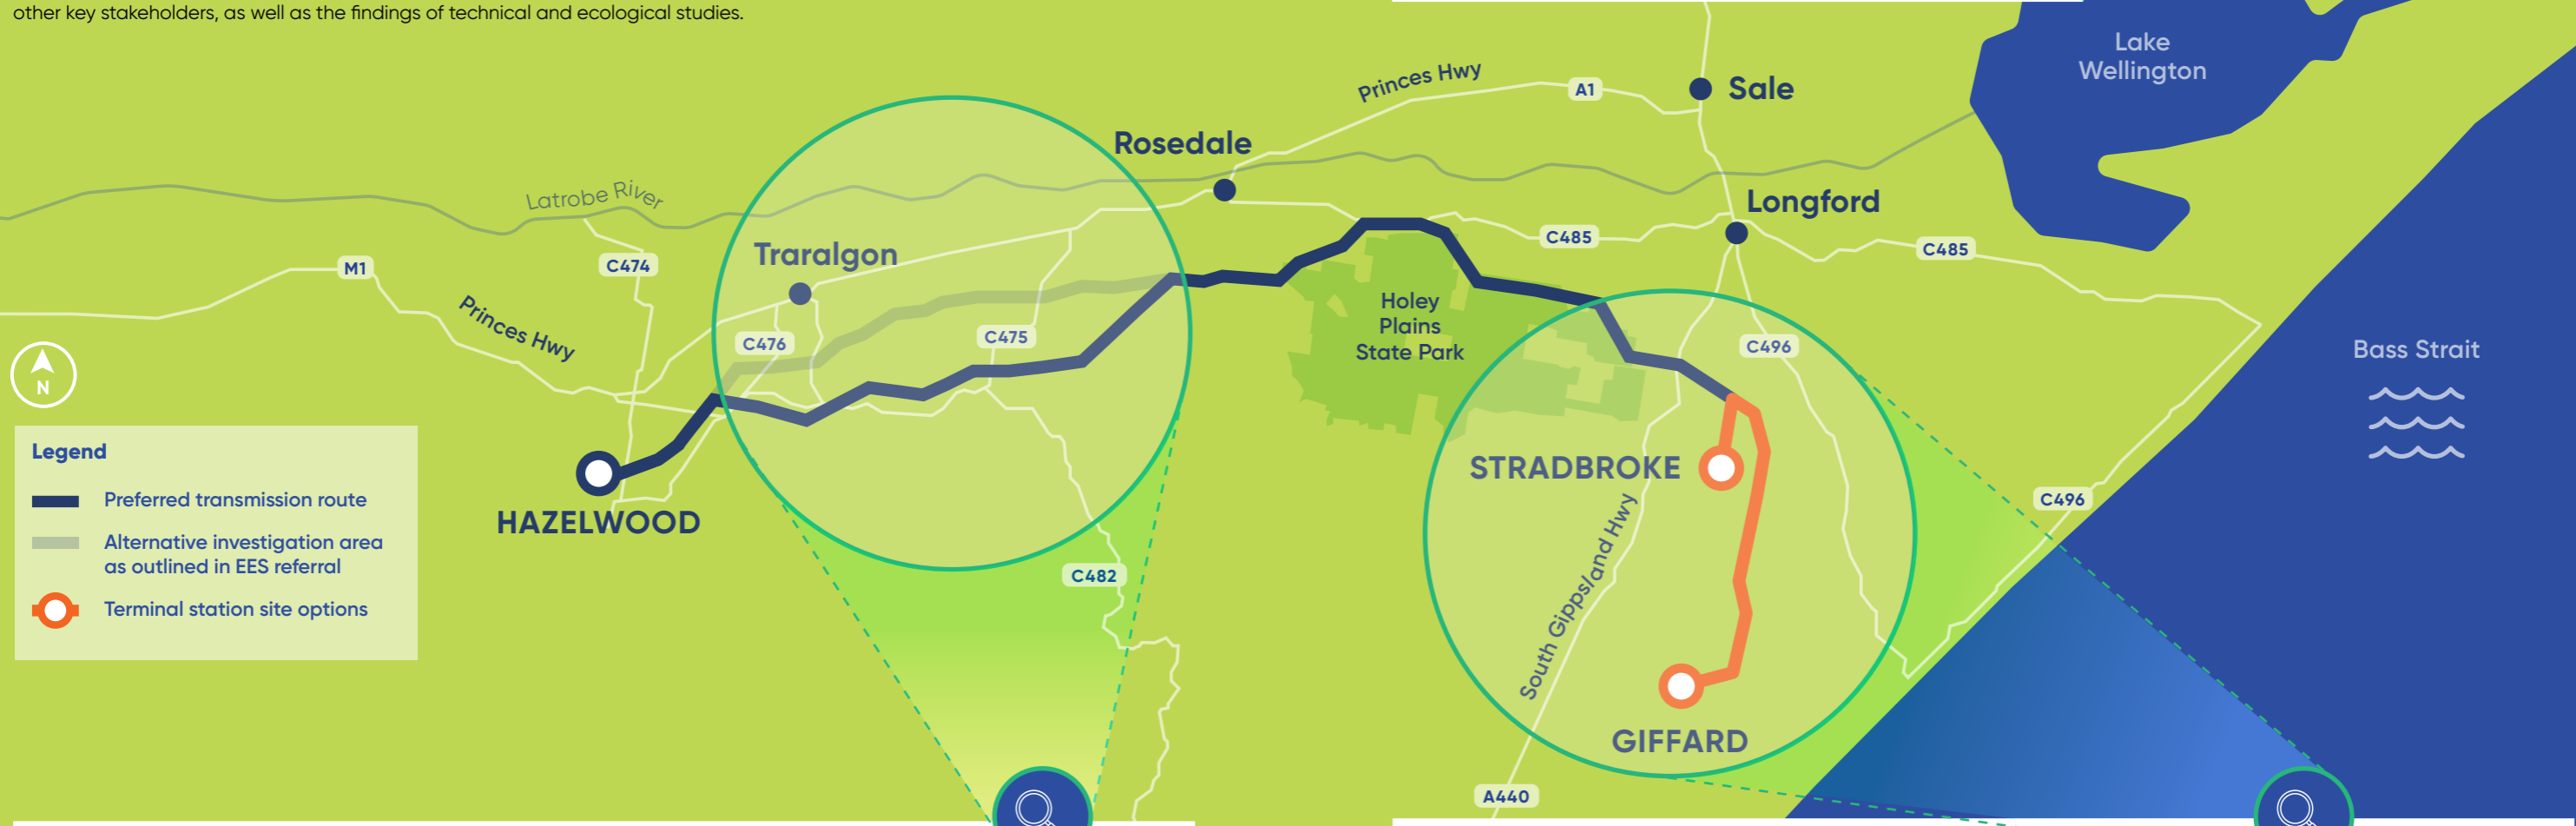 other key stakeholders, as well as the findings of technical and ecological studies.
Lake
Wellington
Princes Hwy
A1
Sale
Rosedale
Latrobe River
Longford
Traralgon
M1
C474
C485
C485
Princes Hwy
C476
C475
Holey
Plains
State Park
C496
Bass Strait
N
Legend
Preferred transmission route
Alternative investigation area
as outlined in EES referral
Terminal station site options
HAZELWOOD
STRADBROKE
C496
C482
South Gippsland Hwy
GIFFARD
A440